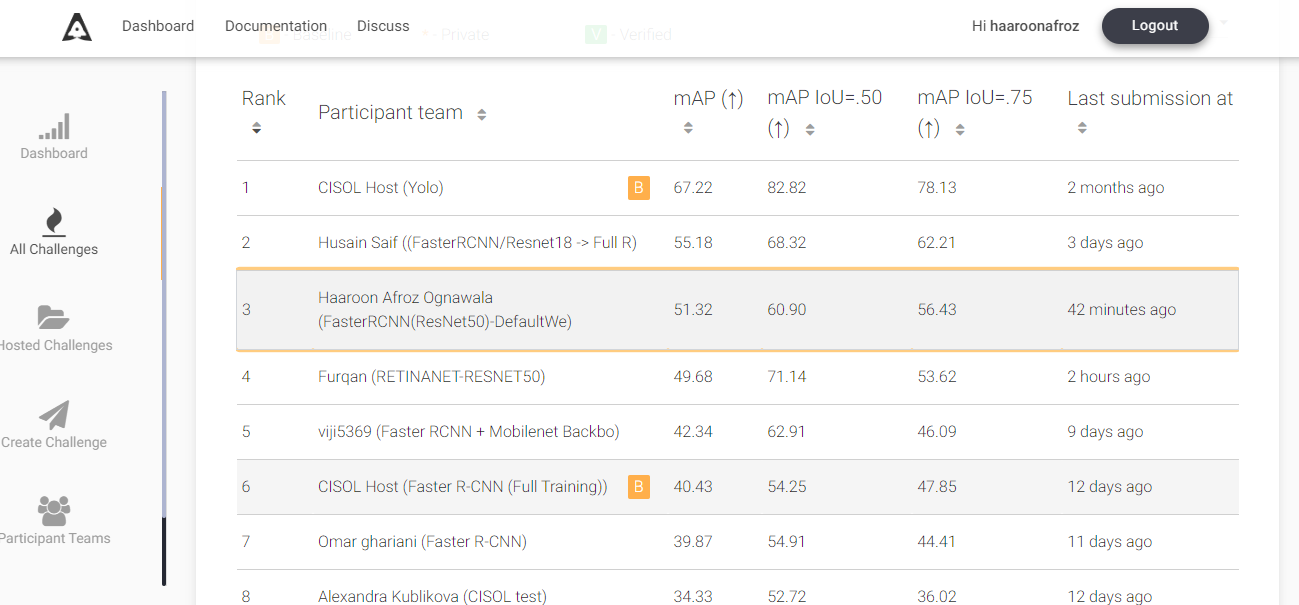 Dashboard Documentation Discuss Hi haaroonafroz Logout
B - Baseline * - Private V - Verified
Dashboard
All Challenges
Hosted Challenges
Create Challenge
Participant Teams
Rank Participant team mAP (↑) mAP IoU=.50 (↑) mAP IoU=.75 (↑) Last submission at
1 CISOL Host (Yolo) B 67.22 82.82 78.13 2 months ago
2 Husain Saif ((FasterRCNN/Resnet18 -> Full R) 55.18 68.32 62.21 3 days ago
3 Haaroon Afroz Ognawala
(FasterRCNN(ResNet50)-DefaultWe) 51.32 60.90 56.43 42 minutes ago
4 Furqan (RETINANET-RESNET50) 49.68 71.14 53.62 2 hours ago
5 viji5369 (Faster RCNN + Mobilenet Backbo) 42.34 62.91 46.09 9 days ago
6 CISOL Host (Faster R-CNN (Full Training)) B 40.43 54.25 47.85 12 days ago
7 Omar ghariani (Faster R-CNN) 39.87 54.91 44.41 11 days ago
8 Alexandra Kublikova (CISOL test) 34.33 52.72 36.02 12 days ago